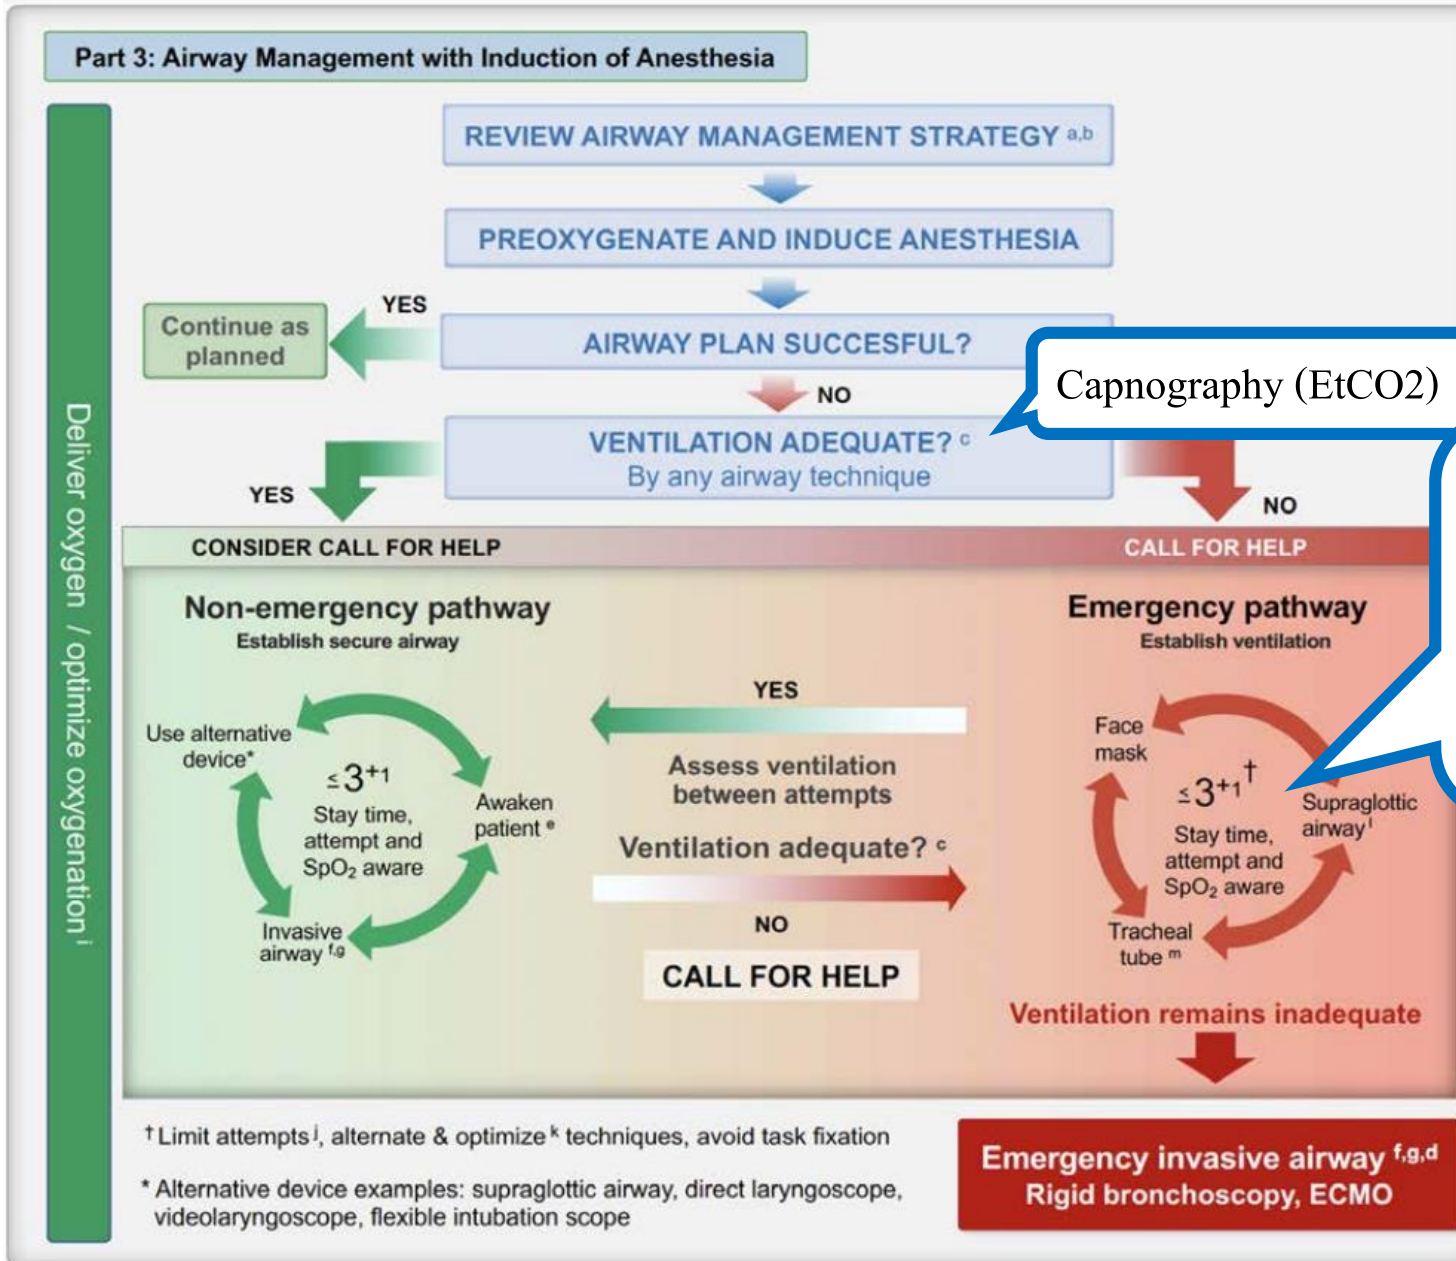 Part 3: Airway Management with Induction of Anesthesia
Deliver oxygen / optimize oxygenation i
REVIEW AIRWAY MANAGEMENT STRATEGY a,b
PREOXYGENATE AND INDUCE ANESTHESIA
YES
Continue as
planned
AIRWAY PLAN SUCCESFUL?
NO
Capnography (EtCO2)
VENTILATION ADEQUATE? c
By any airway technique
YES
NO
CONSIDER CALL FOR HELP
CALL FOR HELP
Non-emergency pathway
Establish secure airway
Use alternative
device*
≤3+1
Stay time,
attempt and
SpO2 aware
Awaken
patient e
Invasive
airway f,g
YES
Assess ventilation
between attempts
Ventilation adequate? c
NO
CALL FOR HELP
Emergency pathway
Establish ventilation
Face
mask
≤3+1†
Stay time,
attempt and
SpO2 aware
Supraglottic
airway l
Tracheal
tube m
Ventilation remains inadequate
† Limit attempts j, alternate & optimize k techniques, avoid task fixation
* Alternative device examples: supraglottic airway, direct laryngoscope,
videolaryngoscope, flexible intubation scope
Emergency invasive airway f,g,d
Rigid bronchoscopy, ECMO